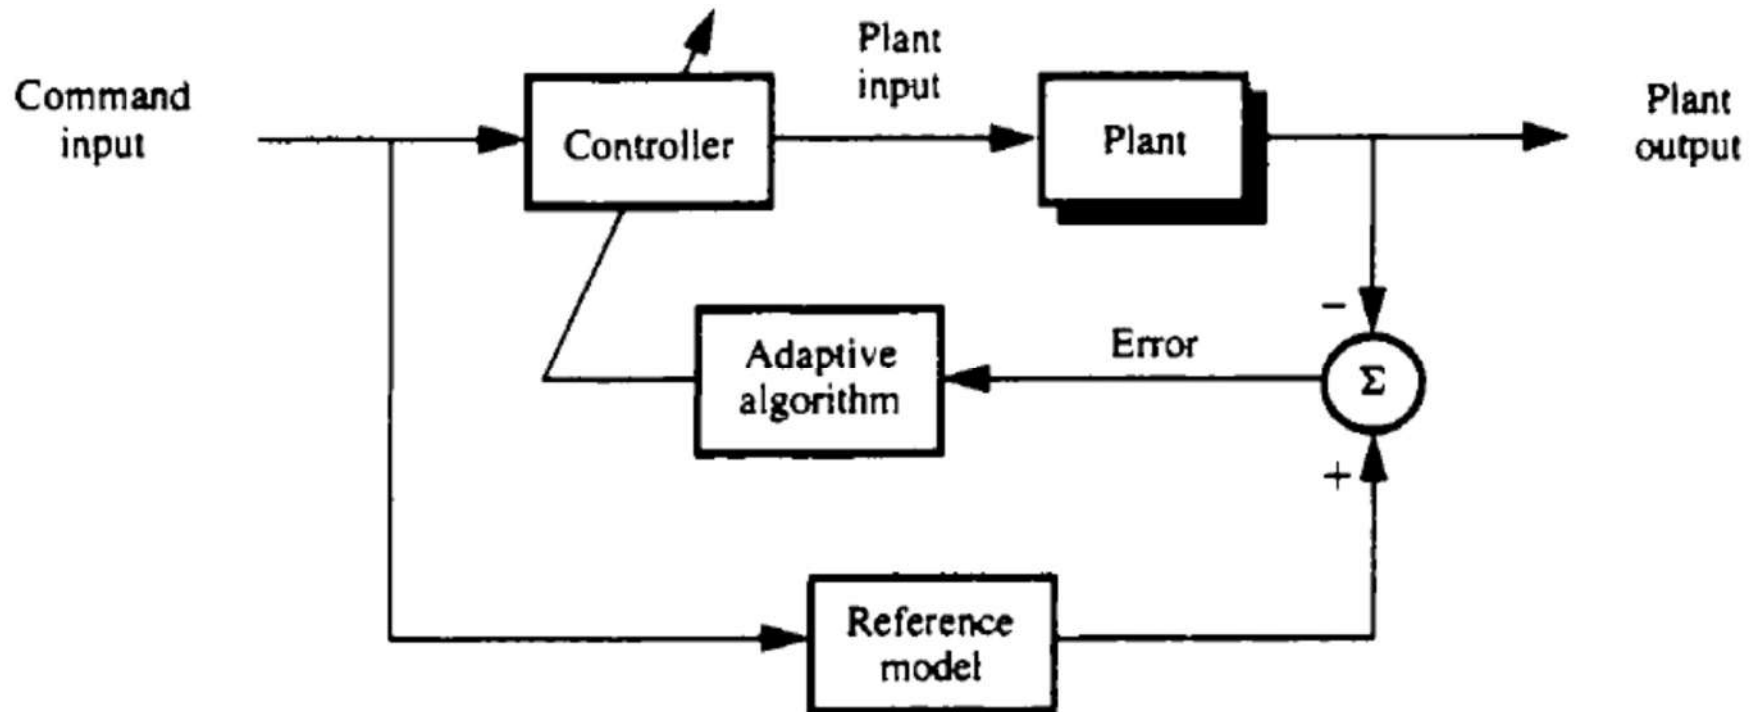 Command
input
Controller
Plant
input
Plant
Plant
output
−
Adaptive
algorithm
Error
Σ
+
Reference
model